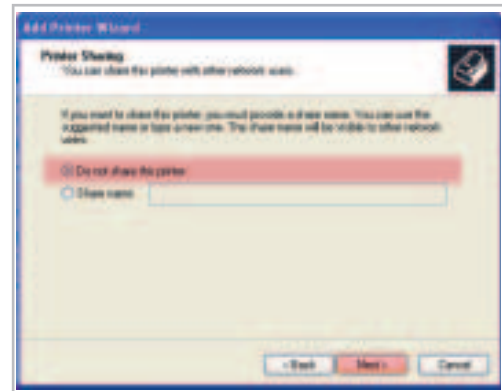 Add Printer Wizard
Printer Sharing
You can share this printer with other network users.
If you want to share this printer, you must provide a share name. You can use the
suggested name or type a new one. The share name will be visible to other network
users.
Do not share this printer
Share name:
< Back
Next >
Cancel